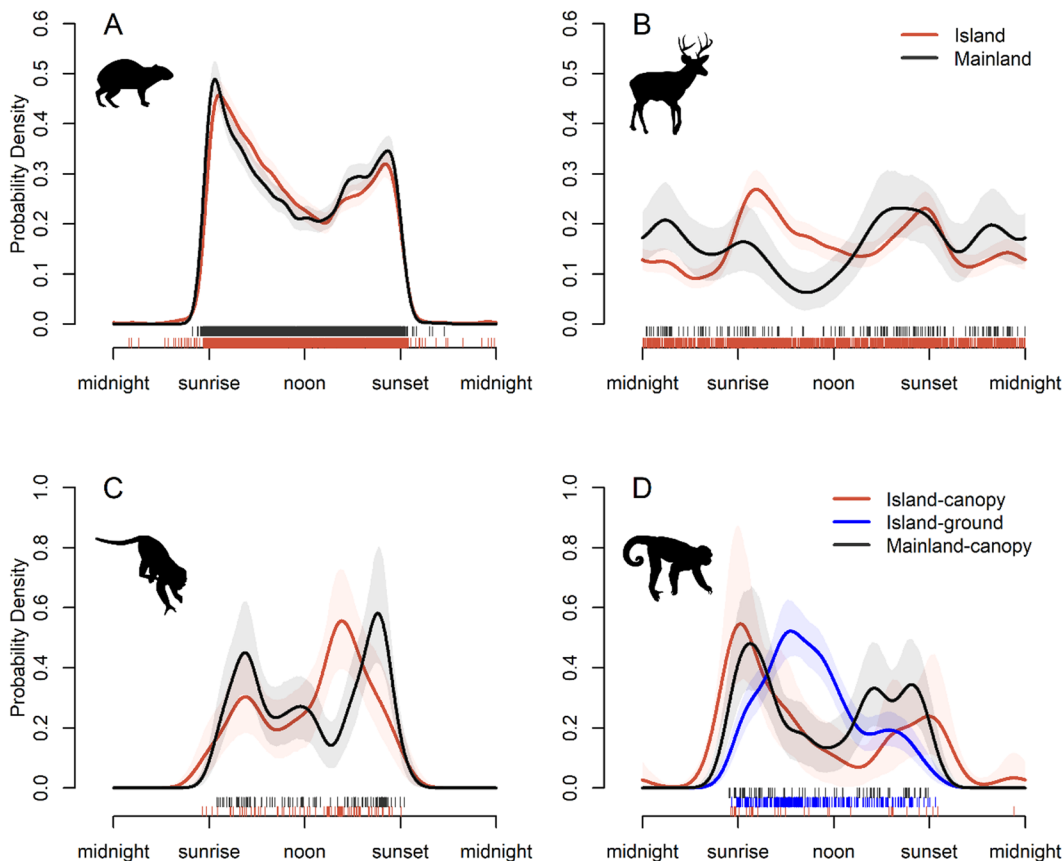 A
B
Island
Mainland
Probability Density
0.0 0.1 0.2 0.3 0.4 0.5 0.6
0.0 0.1 0.2 0.3 0.4 0.5 0.6
midnight sunrise noon sunset midnight
midnight sunrise noon sunset midnight
C
D
Island-canopy
Island-ground
Mainland-canopy
Probability Density
0.0 0.2 0.4 0.6 0.8 1.0
0.0 0.2 0.4 0.6 0.8 1.0
midnight sunrise noon sunset midnight
midnight sunrise noon sunset midnight